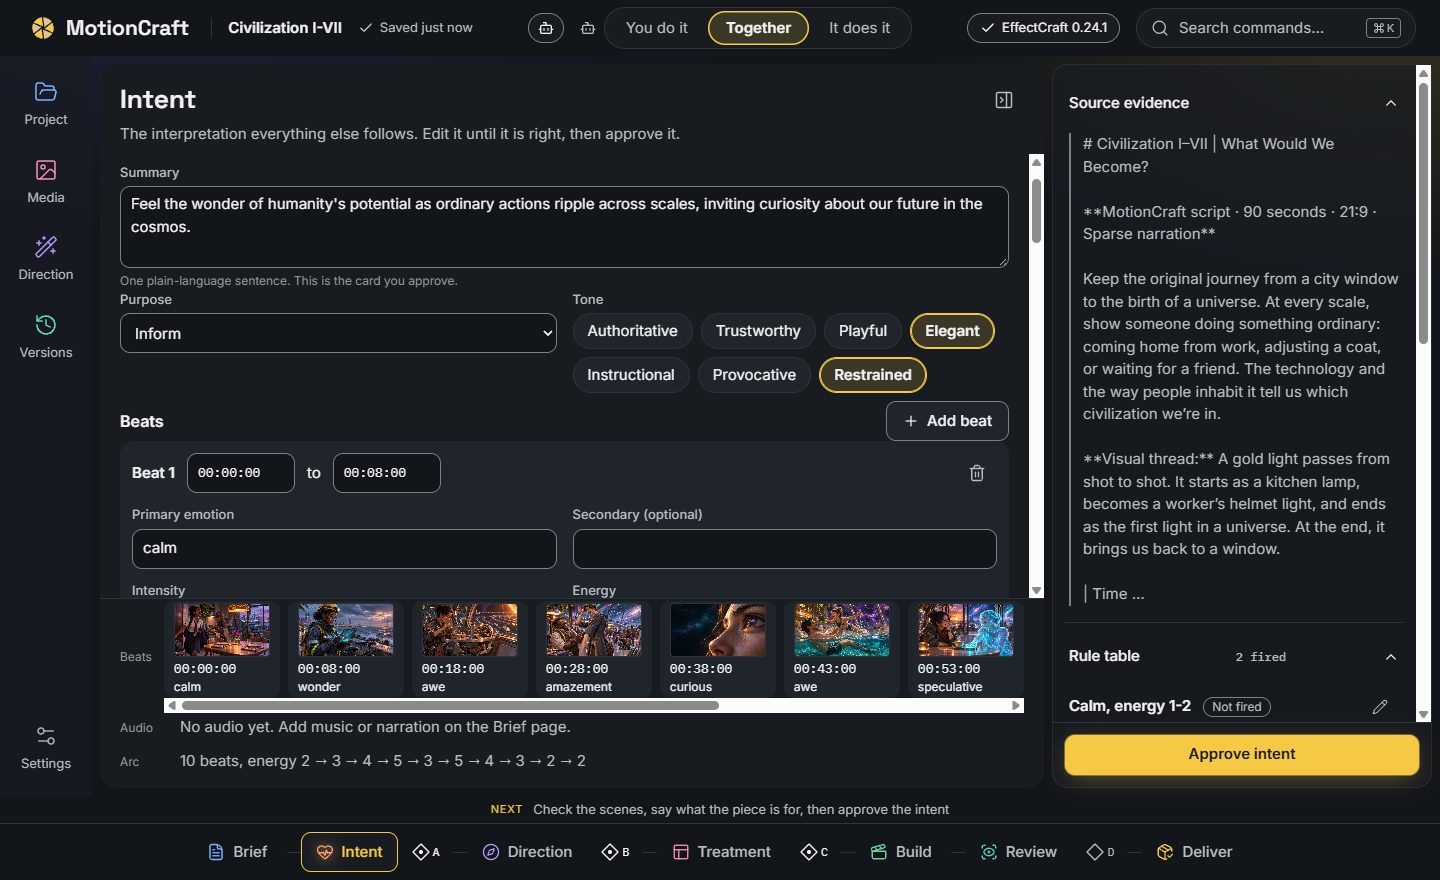 MotionCraft
Civilization I-VII
Saved just now
You do it
Together
It does it
EffectCraft 0.24.1
Search commands...
⌘K
Project
Media
Direction
Versions
Settings
Intent
The interpretation everything else follows. Edit it until it is right, then approve it.
Summary
Feel the wonder of humanity's potential as ordinary actions ripple across scales, inviting curiosity about our future in the
cosmos.
One plain-language sentence. This is the card you approve.
Purpose
Inform
Tone
Authoritative
Trustworthy
Playful
Elegant
Instructional
Provocative
Restrained
Beats
+ Add beat
Beat 1
00:00:00
to
00:08:00
Primary emotion
calm
Secondary (optional)
Intensity
Energy
Beats
00:00:00
calm
00:08:00
wonder
00:18:00
awe
00:28:00
amazement
00:38:00
curious
00:43:00
awe
00:53:00
speculative
Audio
No audio yet. Add music or narration on the Brief page.
Arc
10 beats, energy 2 → 3 → 4 → 5 → 3 → 5 → 4 → 3 → 2 → 2
Source evidence
# Civilization I–VII | What Would We
Become?
**MotionCraft script · 90 seconds · 21:9 ·
Sparse narration**
Keep the original journey from a city window
to the birth of a universe. At every scale,
show someone doing something ordinary:
coming home from work, adjusting a coat,
or waiting for a friend. The technology and
the way people inhabit it tell us which
civilization we’re in.
**Visual thread:** A gold light passes from
shot to shot. It starts as a kitchen lamp,
becomes a worker’s helmet light, and ends
as the first light in a universe. At the end, it
brings us back to a window.
| Time ...
Rule table
2 fired
Calm, energy 1-2
Not fired
Approve intent
NEXT Check the scenes, say what the piece is for, then approve the intent
Brief
Intent
A
Direction
B
Treatment
C
Build
Review
D
Deliver